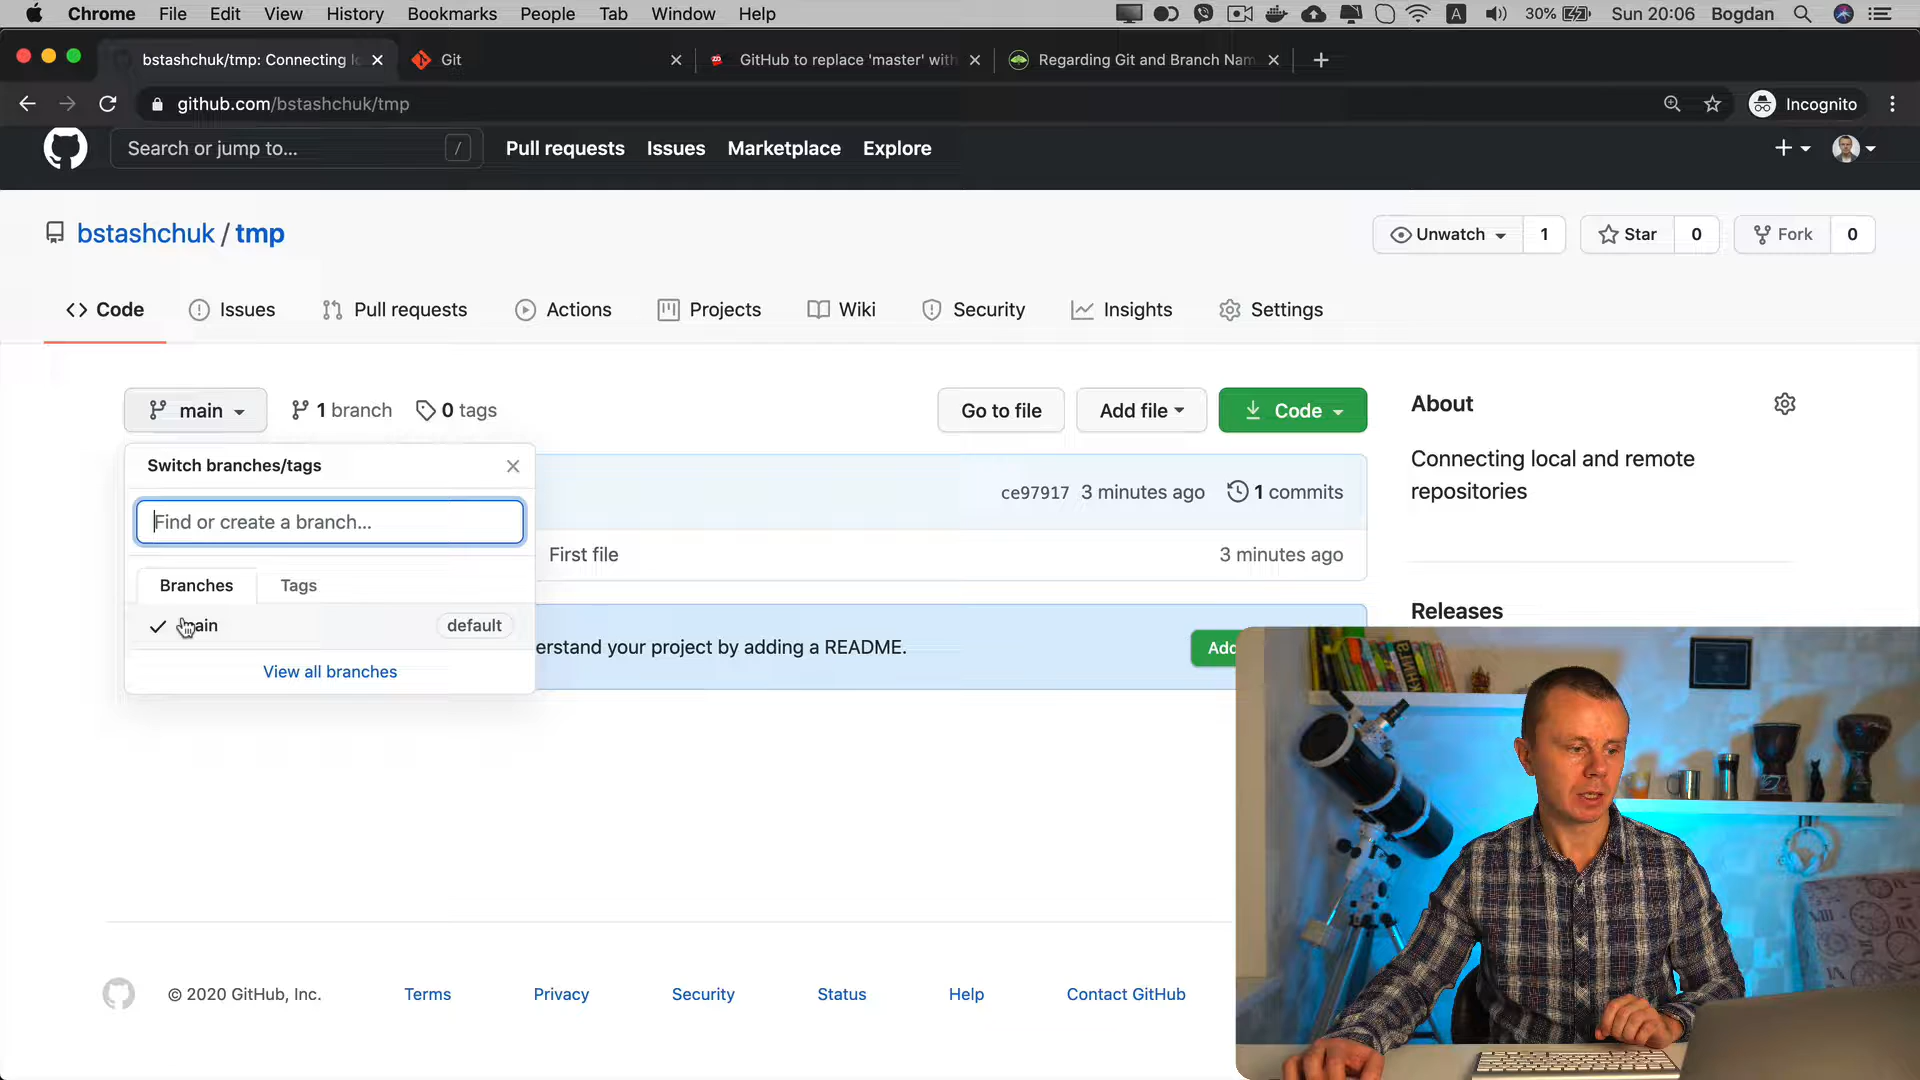 Chrome File Edit View History Bookmarks People Tab Window Help A 30% Sun 20:06 Bogdan
bstashchuk/tmp: Connecting lo Git GitHub to replace 'master' with Regarding Git and Branch Nam
github.com/bstashchuk/tmp Incognito
Search or jump to... / Pull requests Issues Marketplace Explore
bstashchuk / tmp Unwatch 1 Star 0 Fork 0
Code Issues Pull requests Actions Projects Wiki Security Insights Settings
main 1 branch 0 tags Go to file Add file Code About
Switch branches/tags Connecting local and remote
repositories
ce97917 3 minutes ago 1 commits
Find or create a branch...
First file 3 minutes ago
Branches Tags
Releases
ain default
erstand your project by adding a README. Add
View all branches
© 2020 GitHub, Inc. Terms Privacy Security Status Help Contact GitHub